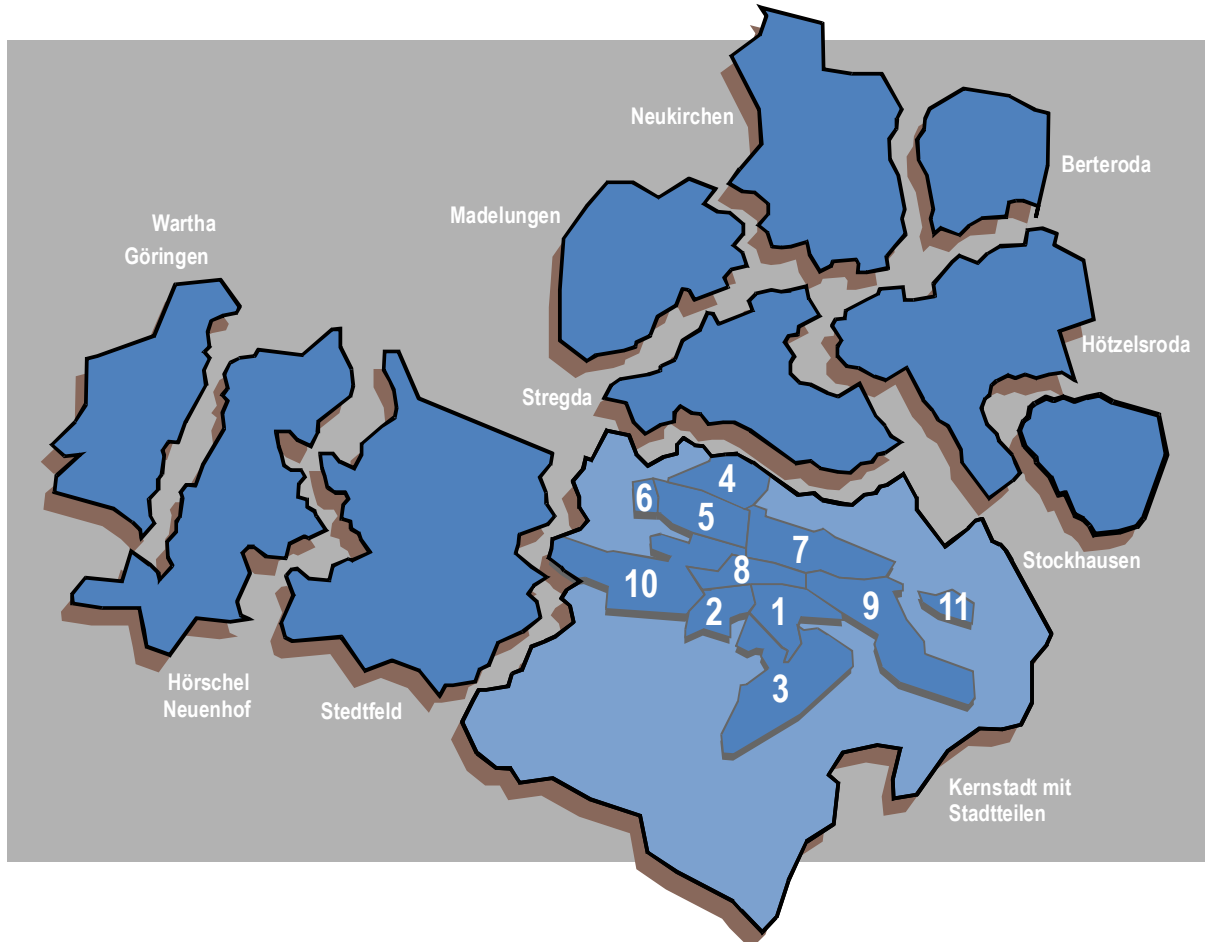 Neukirchen
Berteroda
Wartha
Göringen
Madelungen
Hötzelsroda
Stregda
4
6
5
7
Stockhausen
8
10
9
11
2
1
Hörschel
Neuenhof
Stedtfeld
3
Kernstadt mit
Stadtteilen